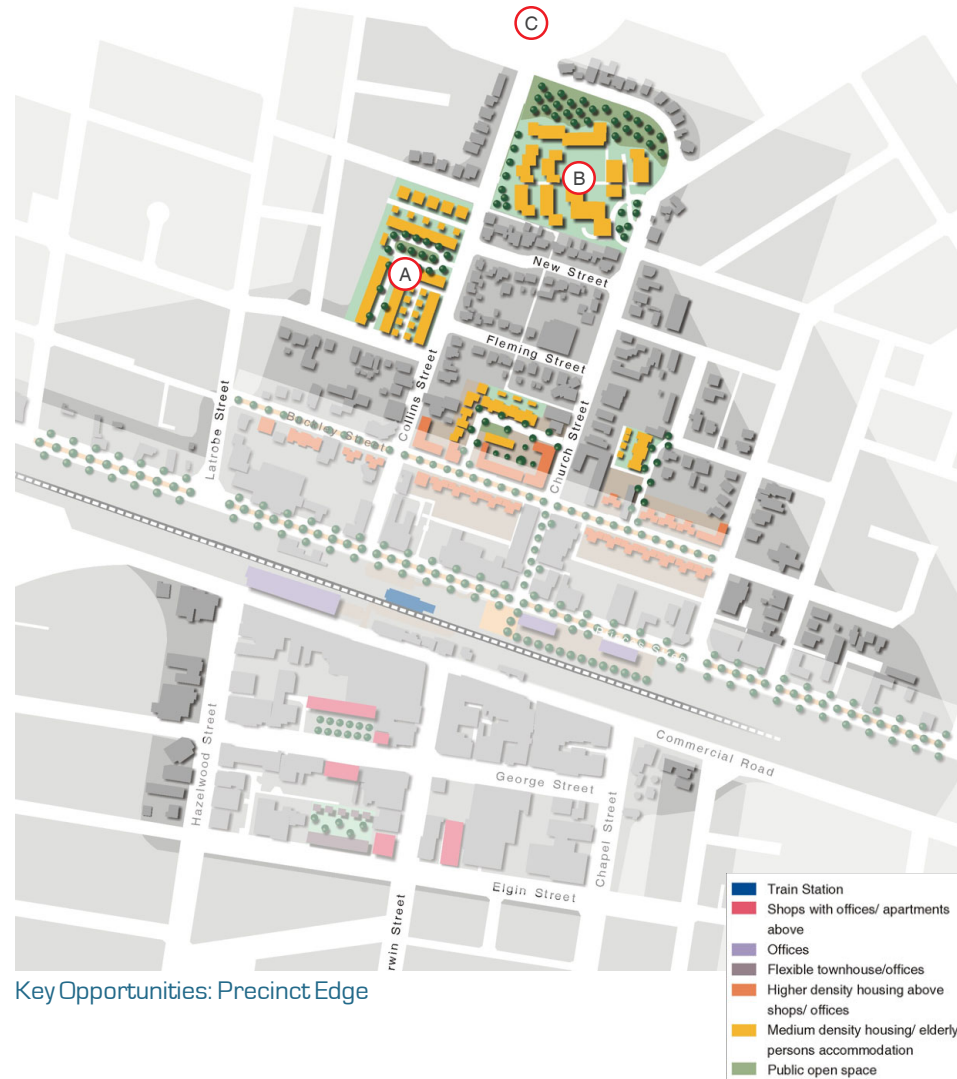 C
B
A
New Street
Fleming Street
Collins Street
Latrobe Street
Buckley Street
Church Street
Commercial Road
Hazelwood Street
George Street
Chapel Street
Elgin Street
rwin Street
Key Opportunities: Precinct Edge
Train Station
Shops with offices/ apartments
above
Offices
Flexible townhouse/offices
Higher density housing above
shops/ offices
Medium density housing/ elderly
persons accommodation
Public open space